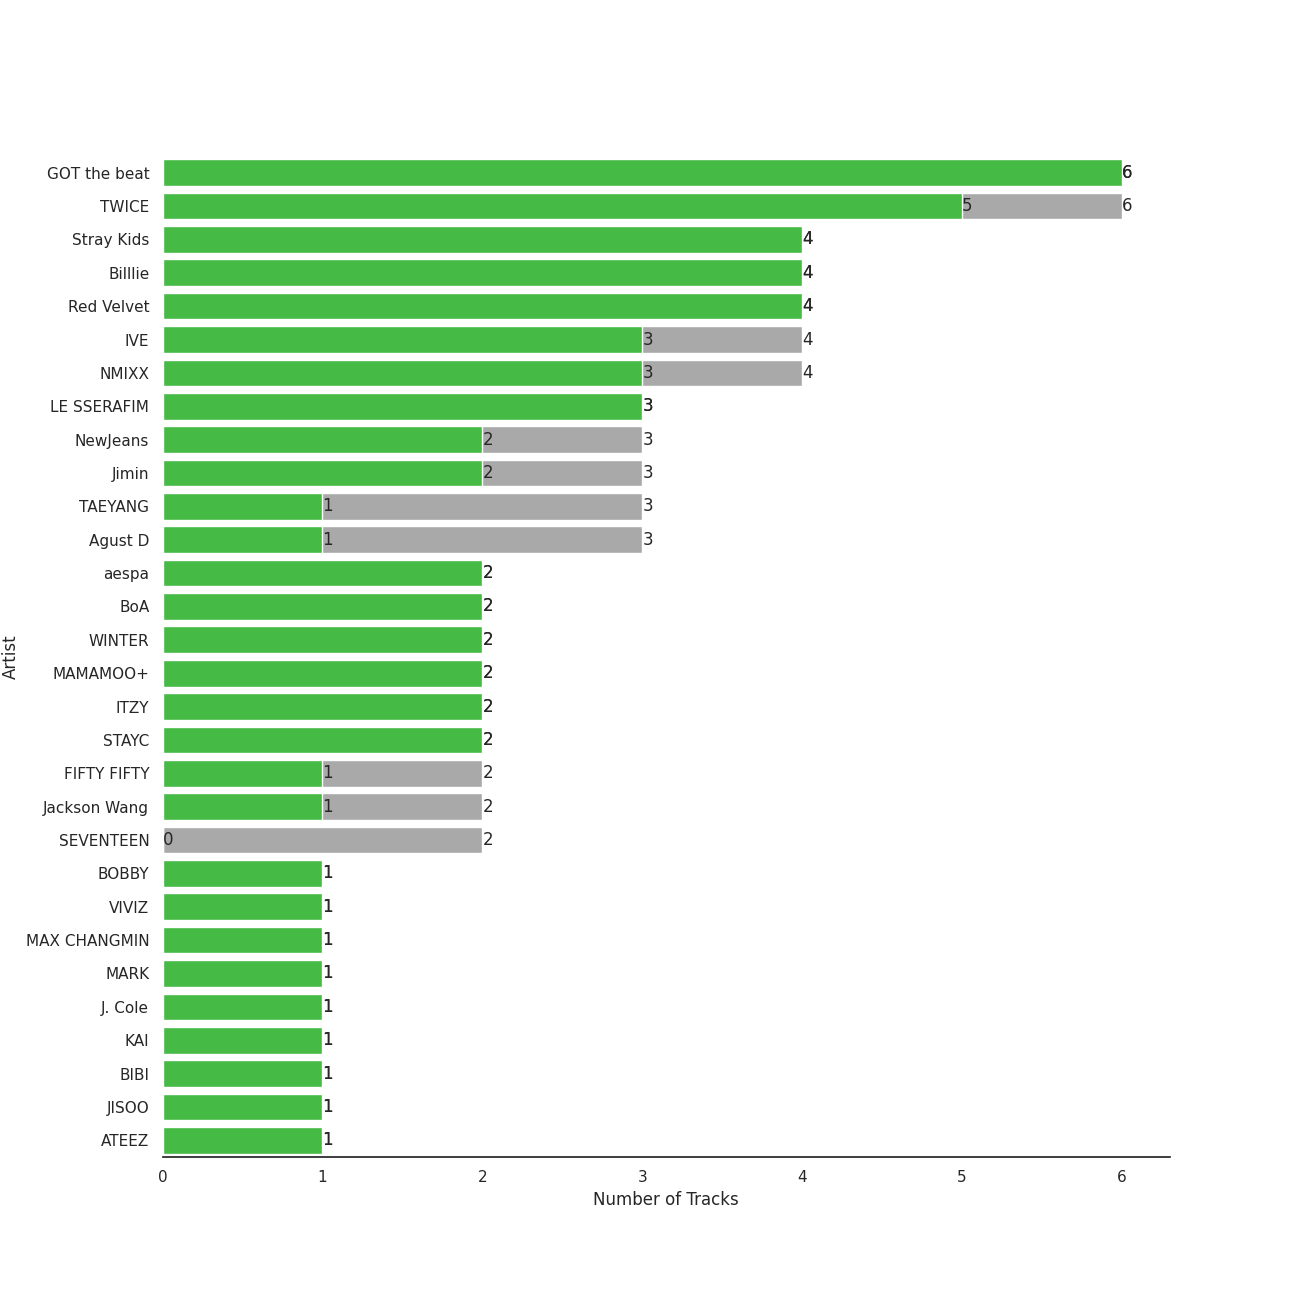 GOT the beat 6
TWICE 5 6
Stray Kids 4
Billlie 4
Red Velvet 4
IVE 3 4
NMIXX 3 4
LE SSERAFIM 3
NewJeans 2 3
Jimin 2 3
TAEYANG 1 3
Agust D 1 3
aespa 2
BoA 2
WINTER 2
MAMAMOO+ 2
ITZY 2
STAYC 2
FIFTY FIFTY 1 2
Jackson Wang 1 2
SEVENTEEN 0 2
BOBBY 1
VIVIZ 1
MAX CHANGMIN 1
MARK 1
J. Cole 1
KAI 1
BIBI 1
JISOO 1
ATEEZ 1
0 1 2 3 4 5 6
Number of Tracks
Artist